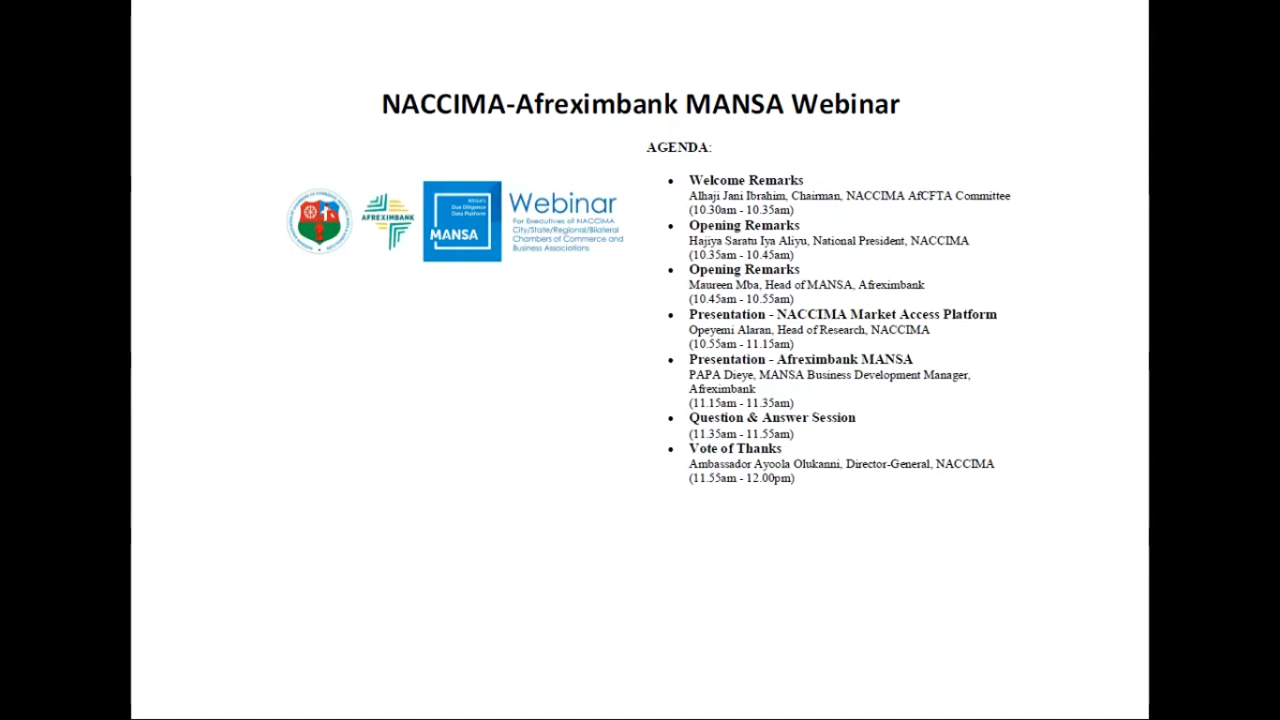 NACCIMA-Afreximbank MANSA Webinar
AFREXIMBANK
Africa's
Due Diligence
Data Platform
MANSA
Webinar
For Executives of NACCIMA
City/State/Regional/Bilateral
Chambers of Commerce and
Business Associations
AGENDA:
• Welcome Remarks
Alhaji Jani Ibrahim, Chairman, NACCIMA AfCFTA Committee
(10.30am - 10.35am)
• Opening Remarks
Hajiya Saratu Iya Aliyu, National President, NACCIMA
(10.35am - 10.45am)
• Opening Remarks
Maureen Mba, Head of MANSA, Afreximbank
(10.45am - 10.55am)
• Presentation - NACCIMA Market Access Platform
Opeyemi Alaran, Head of Research, NACCIMA
(10.55am - 11.15am)
• Presentation - Afreximbank MANSA
PAPA Dieye, MANSA Business Development Manager,
Afreximbank
(11.15am - 11.35am)
• Question & Answer Session
(11.35am - 11.55am)
• Vote of Thanks
Ambassador Ayoola Olukanni, Director-General, NACCIMA
(11.55am - 12.00pm)